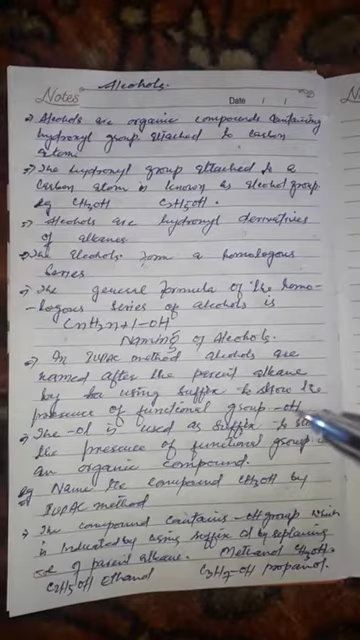 Alcohols.
Notes Date / /
→ Alcohols are organic compounds containing
hydroxyl group attached to carbon
atom
→ The hydroxyl group attached to a
carbon atom is known as alcohol group.
eg CH3OH C2H5OH.
→ Alcohols are hydroxyl derivatives
of alkanes
→ The alcohols form a homologous
series
→ The general formula of the homo-
-logous series of alcohols is
CnH2n+1-OH
Naming of Alcohols.
→ In IUPAC method alcohols are
named after the parent alkane
by using suffix to show the
presence of functional group -OH
→ The -ol is used as suffix to
the presence of functional group
an organic compound.
eg Name the compound CH3OH by
IUPAC method
→ The compound contains -OH group which
is indicated by using suffix ol by replacing
of parent alkane. Methanol CH3OH
C2H5OH Ethanol C3H7-OH propanol.